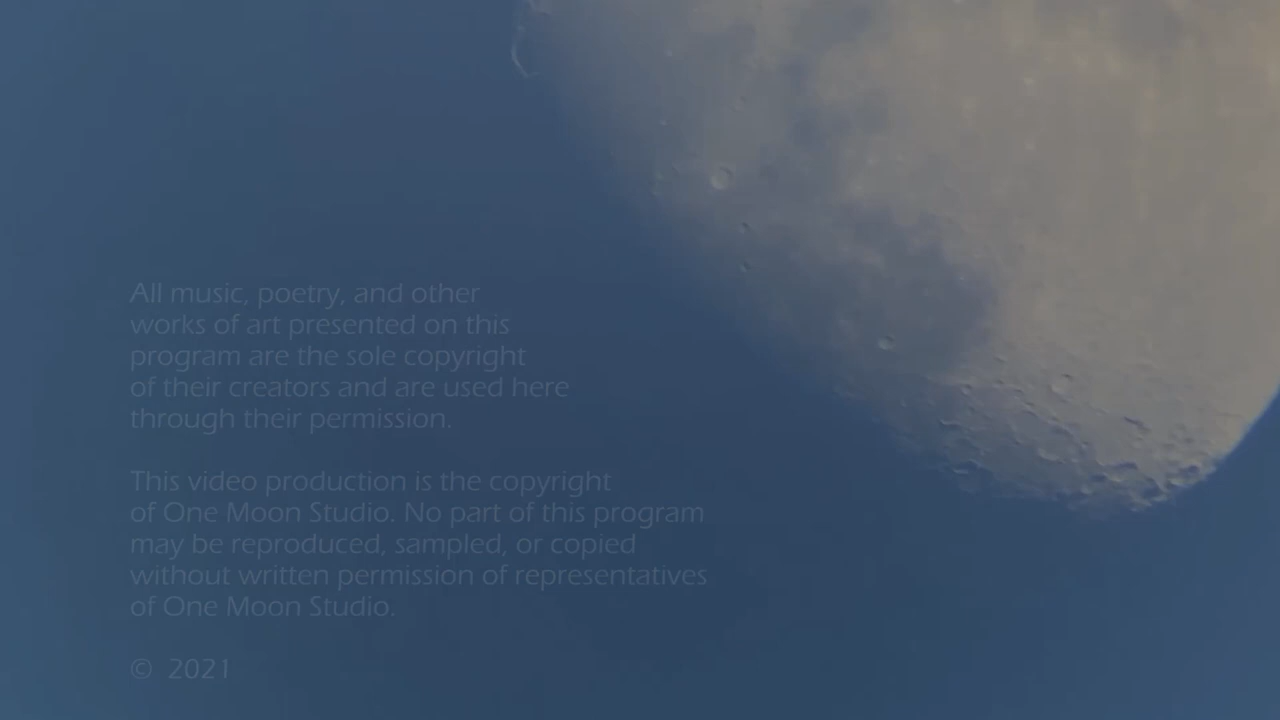 All music, poetry, and other
works of art presented on this
program are the sole copyright
of their creators and are used here
through their permission.
This video production is the copyright
of One Moon Studio. No part of this program
may be reproduced, sampled, or copied
without written permission of representatives
of One Moon Studio.
© 2021